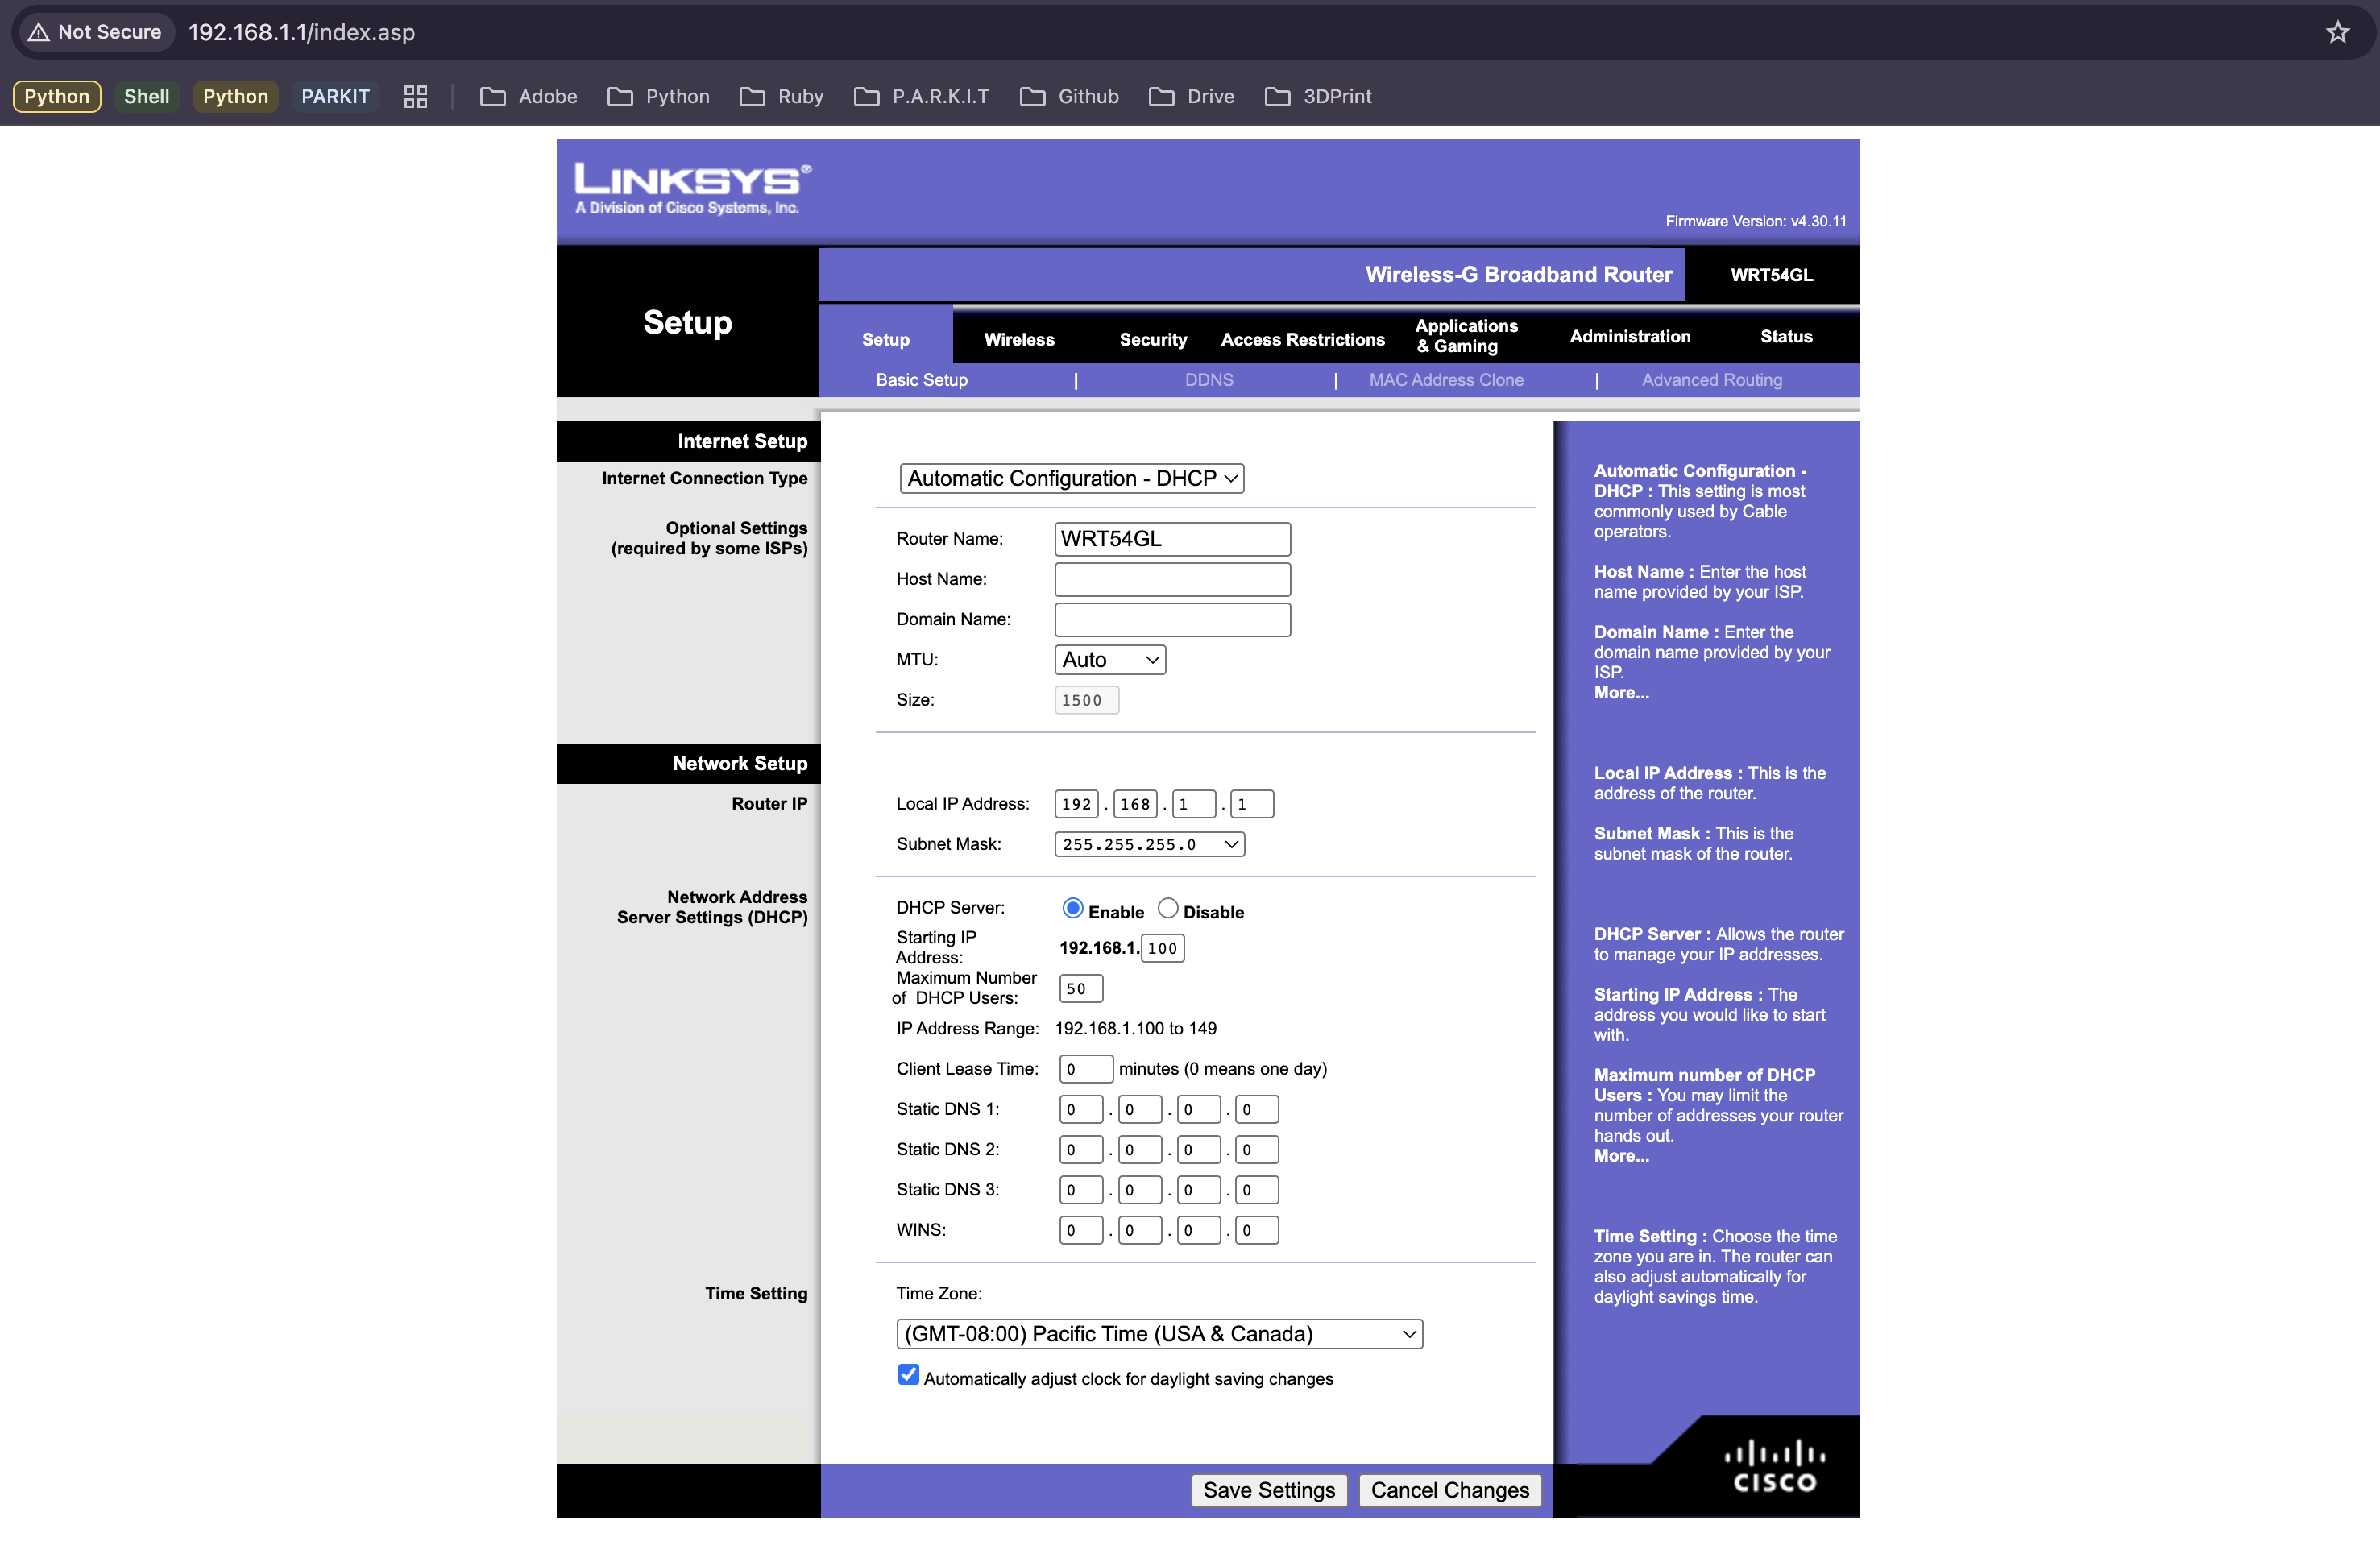 Not Secure 192.168.1.1/index.asp
Python Shell Python PARKIT Adobe Python Ruby P.A.R.K.I.T Github Drive 3DPrint
LINKSYS®
A Division of Cisco Systems, Inc.
Firmware Version: v4.30.11
Wireless-G Broadband Router WRT54GL
Setup
Setup Wireless Security Access Restrictions Applications & Gaming Administration Status
Basic Setup | DDNS | MAC Address Clone | Advanced Routing
Internet Setup
Internet Connection Type
Automatic Configuration - DHCP
Optional Settings
(required by some ISPs)
Router Name: WRT54GL
Host Name:
Domain Name:
MTU: Auto
Size: 1500
Network Setup
Router IP
Local IP Address: 192 . 168 . 1 . 1
Subnet Mask: 255.255.255.0
Network Address
Server Settings (DHCP)
DHCP Server: Enable Disable
Starting IP
Address:
192.168.1. 100
Maximum Number
of DHCP Users:
50
IP Address Range: 192.168.1.100 to 149
Client Lease Time: 0 minutes (0 means one day)
Static DNS 1: 0 . 0 . 0 . 0
Static DNS 2: 0 . 0 . 0 . 0
Static DNS 3: 0 . 0 . 0 . 0
WINS: 0 . 0 . 0 . 0
Time Setting
Time Zone:
(GMT-08:00) Pacific Time (USA & Canada)
Automatically adjust clock for daylight saving changes
Automatic Configuration -
DHCP : This setting is most
commonly used by Cable
operators.
Host Name : Enter the host
name provided by your ISP.
Domain Name : Enter the
domain name provided by your
ISP.
More...
Local IP Address : This is the
address of the router.
Subnet Mask : This is the
subnet mask of the router.
DHCP Server : Allows the router
to manage your IP addresses.
Starting IP Address : The
address you would like to start
with.
Maximum number of DHCP
Users : You may limit the
number of addresses your router
hands out.
More...
Time Setting : Choose the time
zone you are in. The router can
also adjust automatically for
daylight savings time.
Save Settings Cancel Changes
CISCO